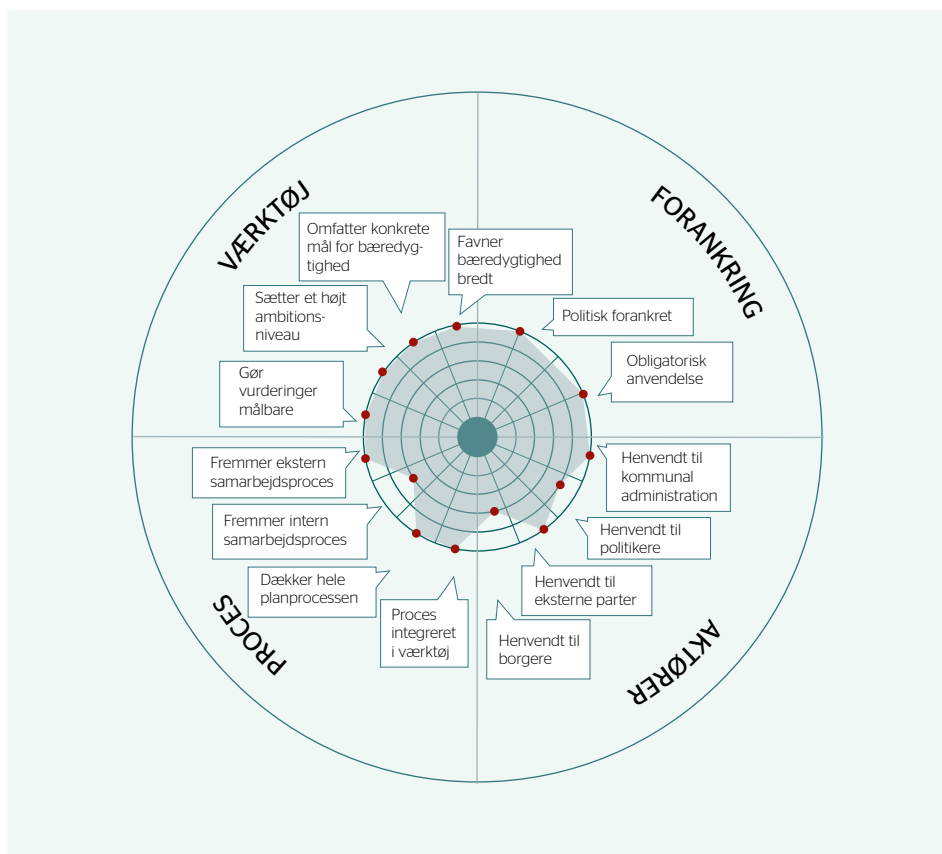 VÆRKTØJ
FORANKRING
Omfatter konkrete
mål for bæredyg-
tighed
Favner
bæredygtighed
bredt
Sætter et højt
ambitions-
niveau
Politisk forankret
Gør
vurderinger
målbare
Obligatorisk
anvendelse
Fremmer ekstern
samarbejdsproces
Henvendt til
kommunal
administration
Fremmer intern
samarbejdsproces
Henvendt til
politikere
Dækker hele
planprocessen
Henvendt til
eksterne parter
Proces
integreret
i værktøj
Henvendt til
borgere
PROCES
AKTØRER